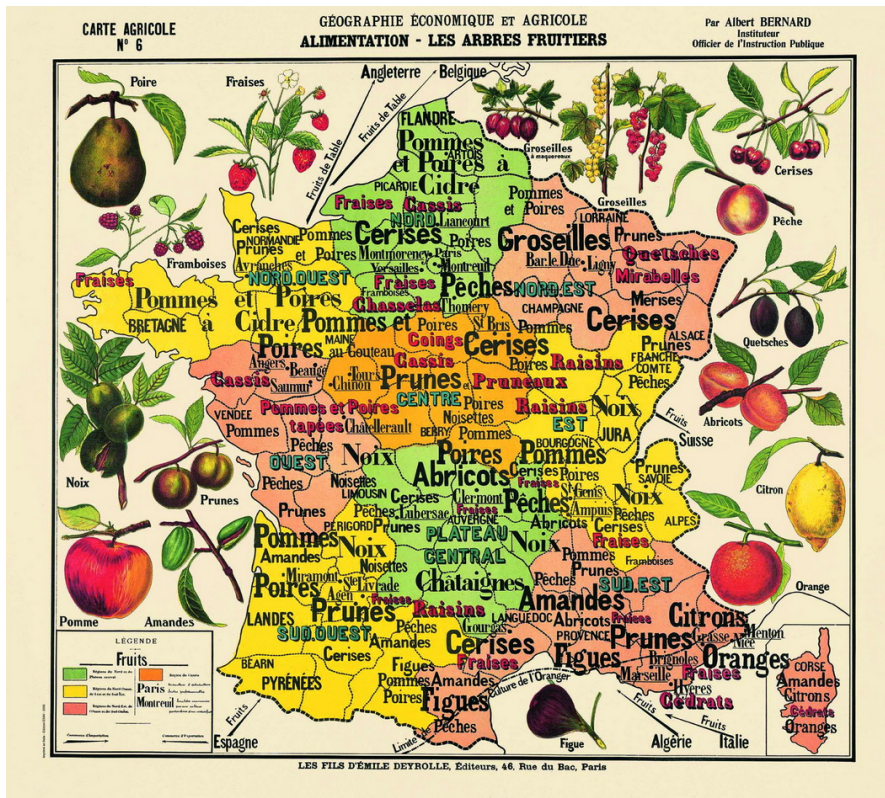 CARTE AGRICOLE
N° 6
GÉOGRAPHIE ÉCONOMIQUE ET AGRICOLE
ALIMENTATION - LES ARBRES FRUITIERS
Par Albert BERNARD
Instituteur
Officier de l'Instruction Publique
Poire
Fraises
Angleterre
Belgique
Fruits de Table
Fruits de Table
Groseilles
à maquereaux
Groseilles
Cerises
Pêche
Framboises
Quetsches
Abricots
Noix
Prunes
Citron
Pomme
Amandes
Orange
Figue
FLANDRE
Pommes
et Poires à
ARTOIS
PICARDIE
Cidre
Fraises
Cassis
NORD
Liancourt
Cerises
Poires
Montmorency
Paris
Versailles
Montreuil
Fraises
Framboises
Pêches
Chasselas
Thomery
Cerises
NORMANDIE
Pommes
Prunes
et Poires
Avranches
NORD.OUEST
Fraises
Pommes et Poires
BRETAGNE
à Cidre
Pommes
et Poires
LORRAINE
Groseilles
Prunes
Bar.le.Duc
Ligny
Quetsches
Mirabelles
NORD.EST
Merises
CHAMPAGNE
Cerises
Pommes
ALSACE
Pommes et
Poires
St Bris
Poires
MAINE
au Couteau
Coings
Cerises
Prunes
FRANCHE
COMTE
Angers
Beaugé
Cassis
Poires
Raisins
Pêches
Cassis
Saumur
Tours
Chinon
Prunes
et
Pruneaux
CENTRE
Poires
Noisettes
BERRY
Pommes
VENDEE
Pommes et Poires
tapées
Châtellerault
Pommes
Pêches
OUEST
Noix
Pêches
Noisettes
LIMOUSIN
Prunes
Raisins
EST
Noix
JURA
BOURGOGNE
Fruits
Suisse
Poires
Pommes
Abricots
Cerises
Poires
Fraises
Prunes
SAVOIE
Noix
Cerises
Clermont
Pêches
St Genis
Pêches
Lubersac
Fraises
Ampuis
Pêches
AUVERGNE
Abricots
Cerises
ALPES
PERIGORD
Prunes
Fraises
PLATEAU
CENTRAL
Noix
Pommes
Framboises
Pommes
Amandes
Noix
Noisettes
Châtaignes
Pêches
Prunes
SUD.EST
Poires
Miramont
Ste Livrade
Agen
Fraises
Raisins
Amandes
LANDES
Prunes
Gourgas
LANGUEDOC
Abricots
Fraises
Citrons
SUD.OUEST
Pêches
Amandes
PROVENCE
Prunes
Grasse
Menton
Nice
Cerises
Cerises
Figues
Brignoles
Oranges
BÉARN
Figues
Fraises
Marseille
Fraises
PYRÉNÉES
Pommes
Amandes
Hyères
Poires
Figues
Cédrats
Pêches
Limite de
Culture de l'Oranger
Fruits
Espagne
Fruits
Fruits
Algérie
Italie
CORSE
Amandes
Citrons
Cédrats
Oranges
LÉGENDE
Fruits
Paris
Montreuil
LES FILS D'ÉMILE DEYROLLE, Éditeurs, 46, Rue du Bac, Paris